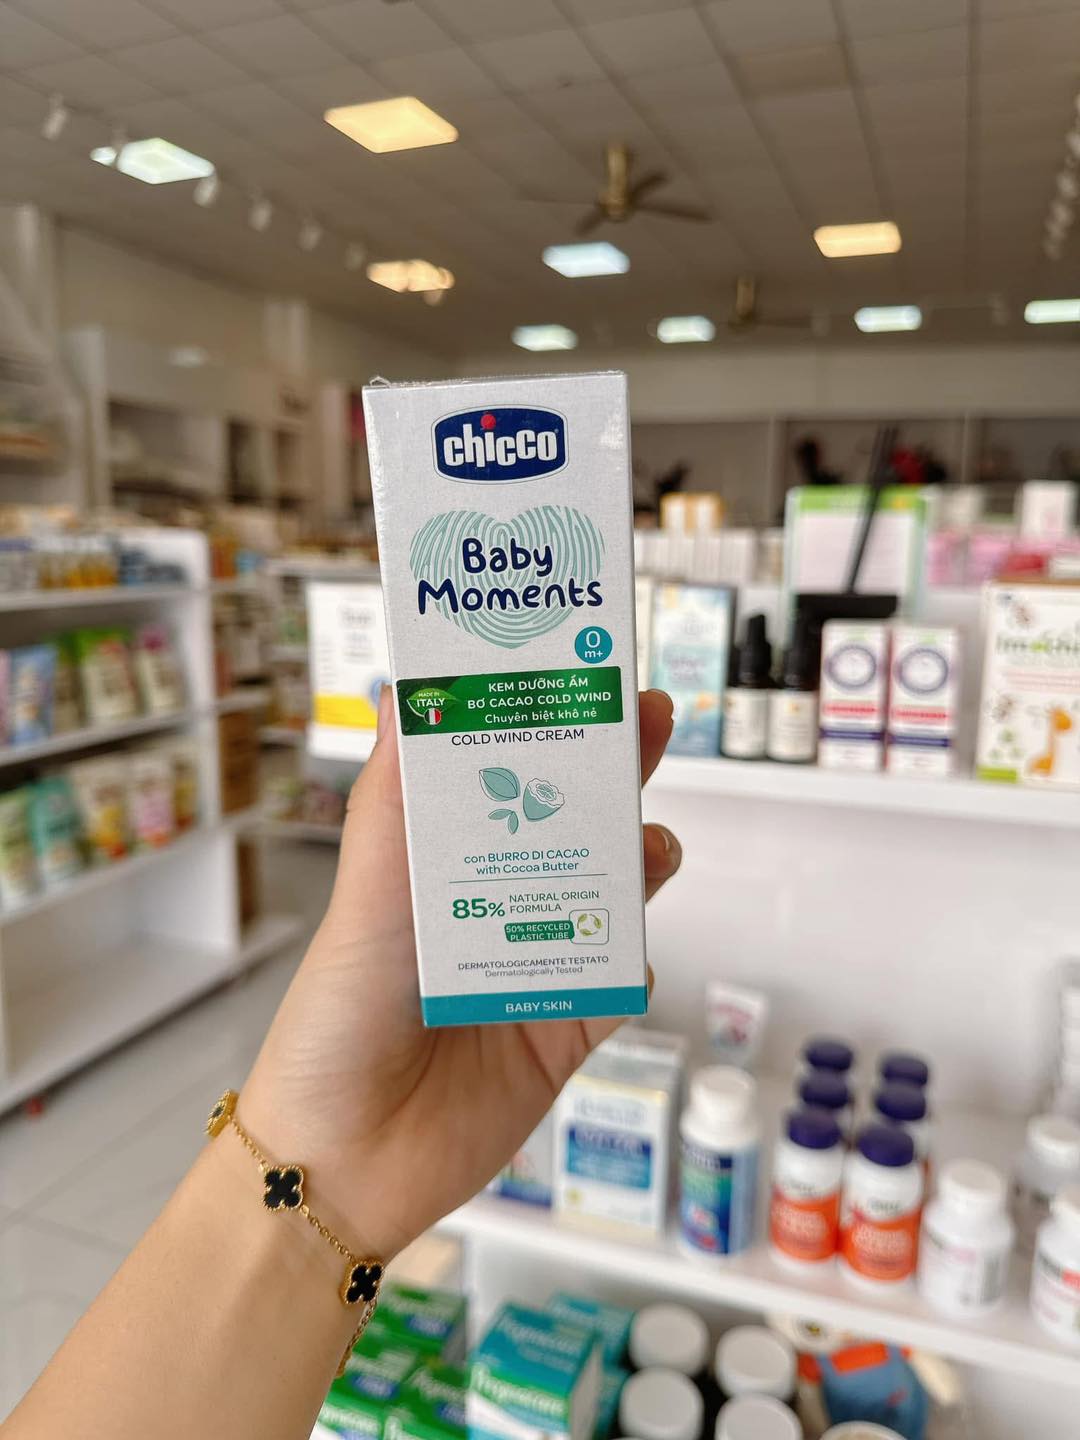 chicco
Baby
Moments
0
m+
MADE IN
ITALY
KEM DƯỠNG ẨM
BƠ CACAO COLD WIND
Chuyên biệt khô nẻ
COLD WIND CREAM
con BURRO DI CACAO
with Cocoa Butter
85% NATURAL ORIGIN
FORMULA
50% RECYCLED
PLASTIC TUBE
DERMATOLOGICAMENTE TESTATO
Dermatologically Tested
BABY SKIN